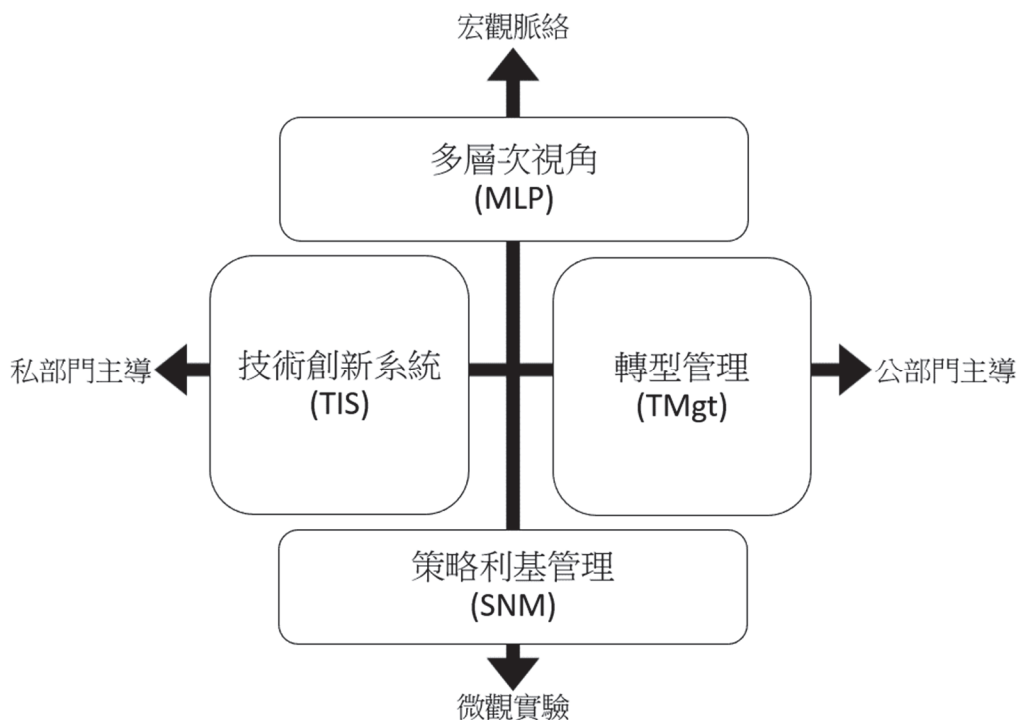 宏觀脈絡
多層次視角
(MLP)
私部門主導
技術創新系統
(TIS)
轉型管理
(TMgt)
公部門主導
策略利基管理
(SNM)
微觀實驗